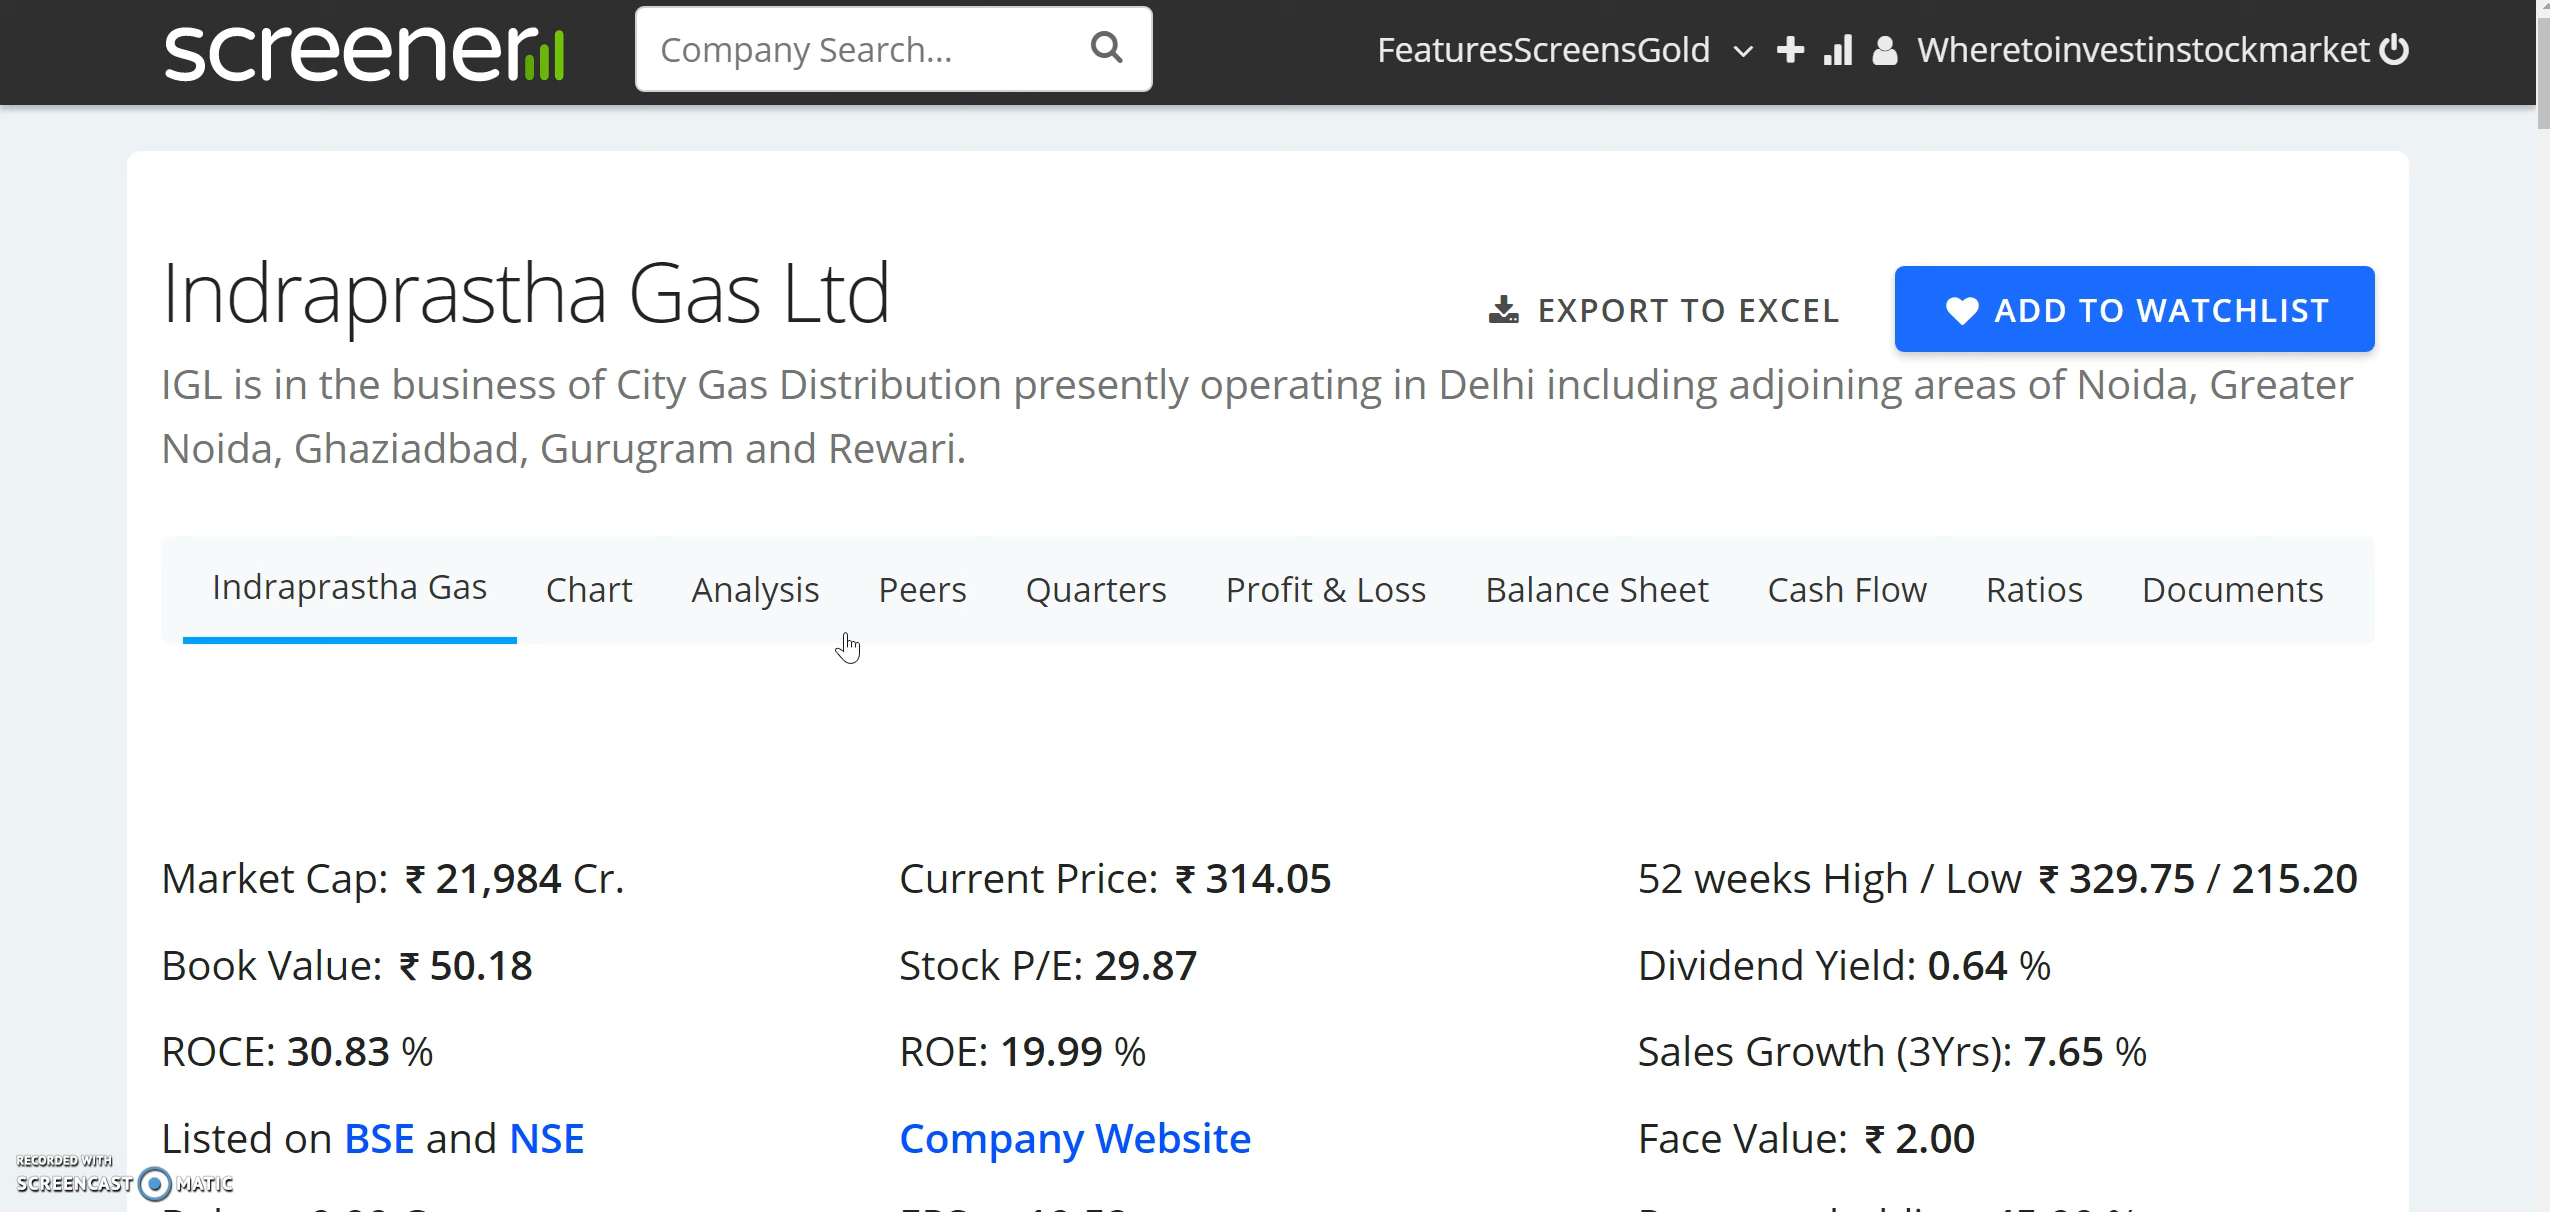 screener
Company Search...
FeaturesScreensGold
Wheretoinvestinstockmarket
Indraprastha Gas Ltd
EXPORT TO EXCEL
ADD TO WATCHLIST
IGL is in the business of City Gas Distribution presently operating in Delhi including adjoining areas of Noida, Greater
Noida, Ghaziadbad, Gurugram and Rewari.
Indraprastha Gas Chart Analysis Peers Quarters Profit & Loss Balance Sheet Cash Flow Ratios Documents
Market Cap: ₹ 21,984 Cr.
Current Price: ₹ 314.05
52 weeks High / Low ₹ 329.75 / 215.20
Book Value: ₹ 50.18
Stock P/E: 29.87
Dividend Yield: 0.64 %
ROCE: 30.83 %
ROE: 19.99 %
Sales Growth (3Yrs): 7.65 %
Listed on BSE and NSE
Company Website
Face Value: ₹ 2.00
RECORDED WITH
SCREENCAST MATIC